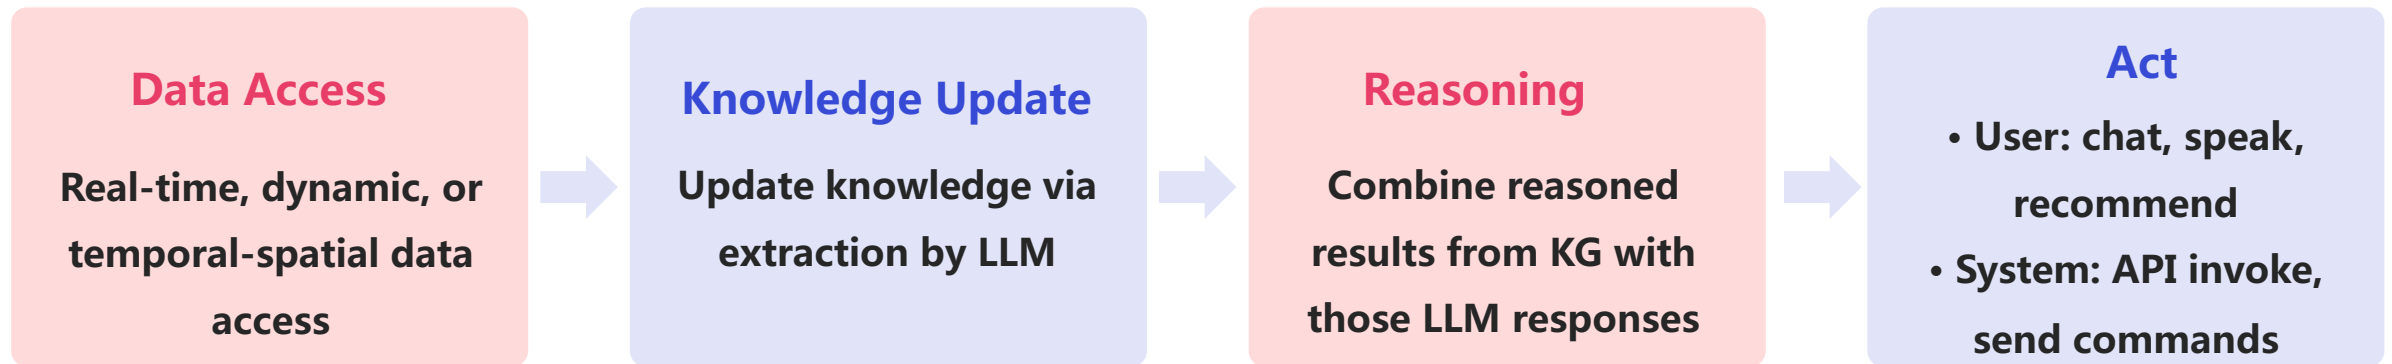 Data Access
Real-time, dynamic, or
temporal-spatial data
access
Knowledge Update
Update knowledge via
extraction by LLM
Reasoning
Combine reasoned
results from KG with
those LLM responses
Act
• User: chat, speak,
recommend
• System: API invoke,
send commands